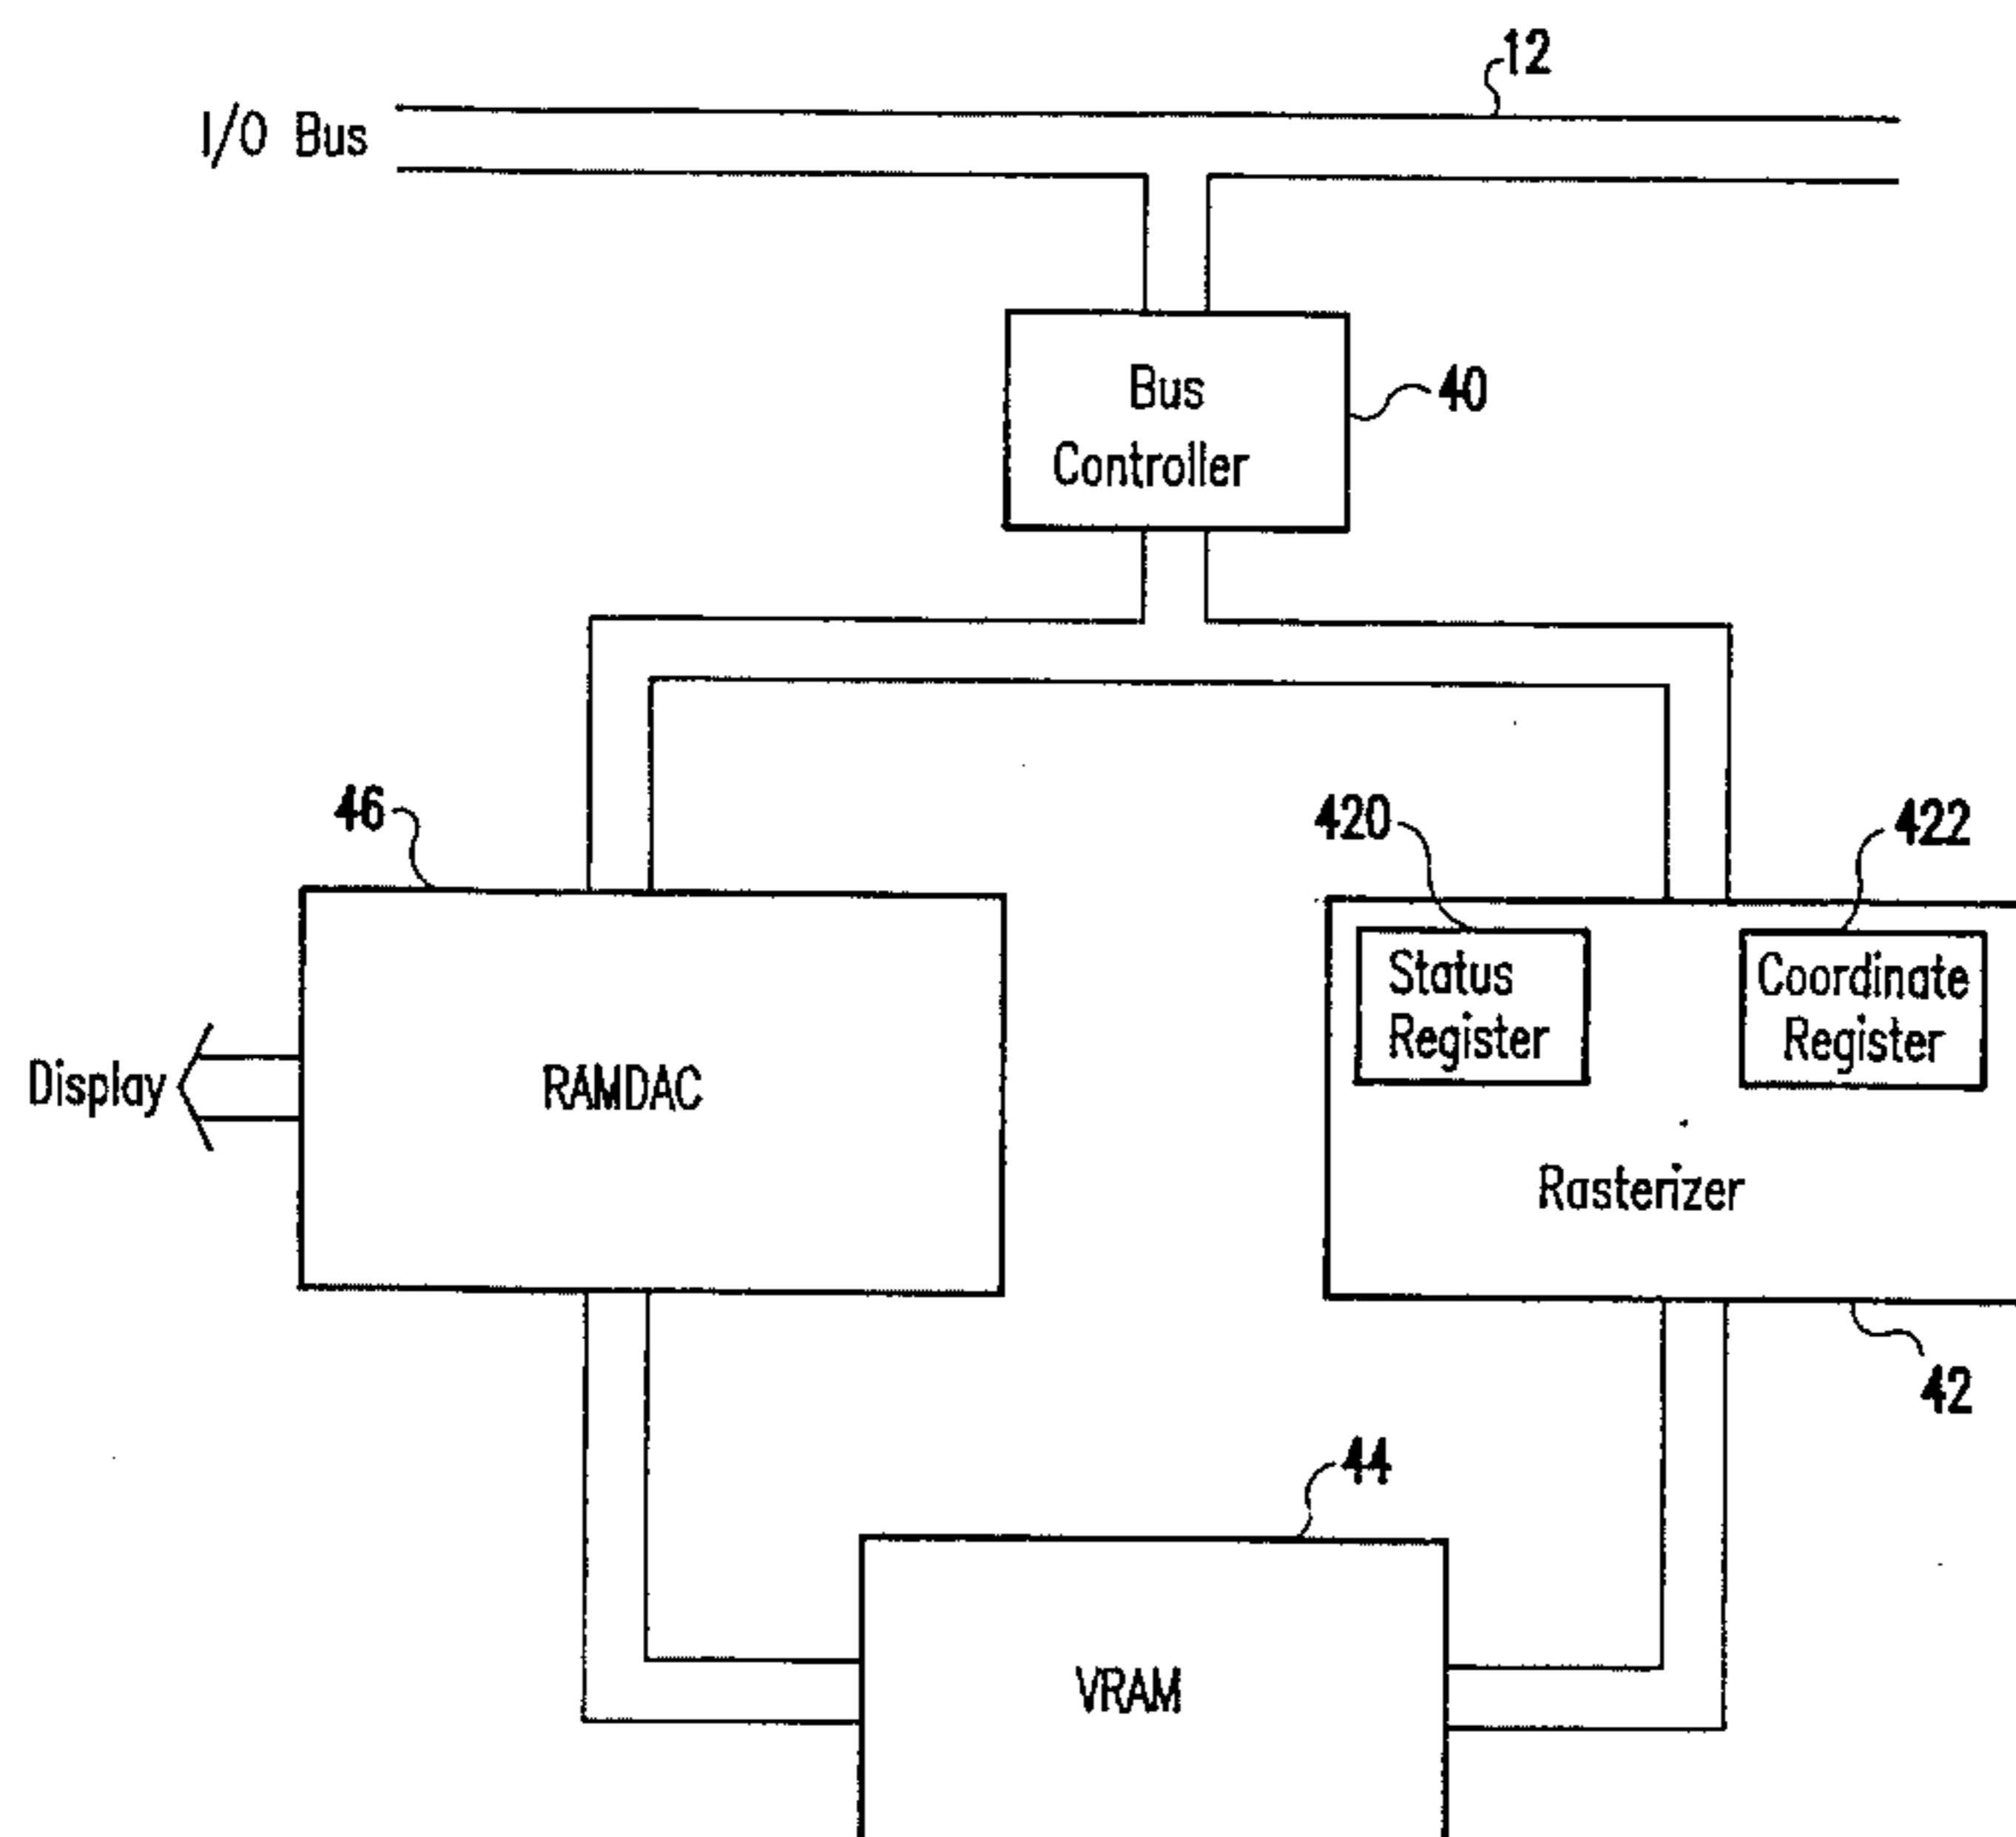 12
I/O Bus
Bus
Controller
40
46
420
422
Status
Register
Coordinate
Register
Display
RAMDAC
Rasterizer
42
44
VRAM